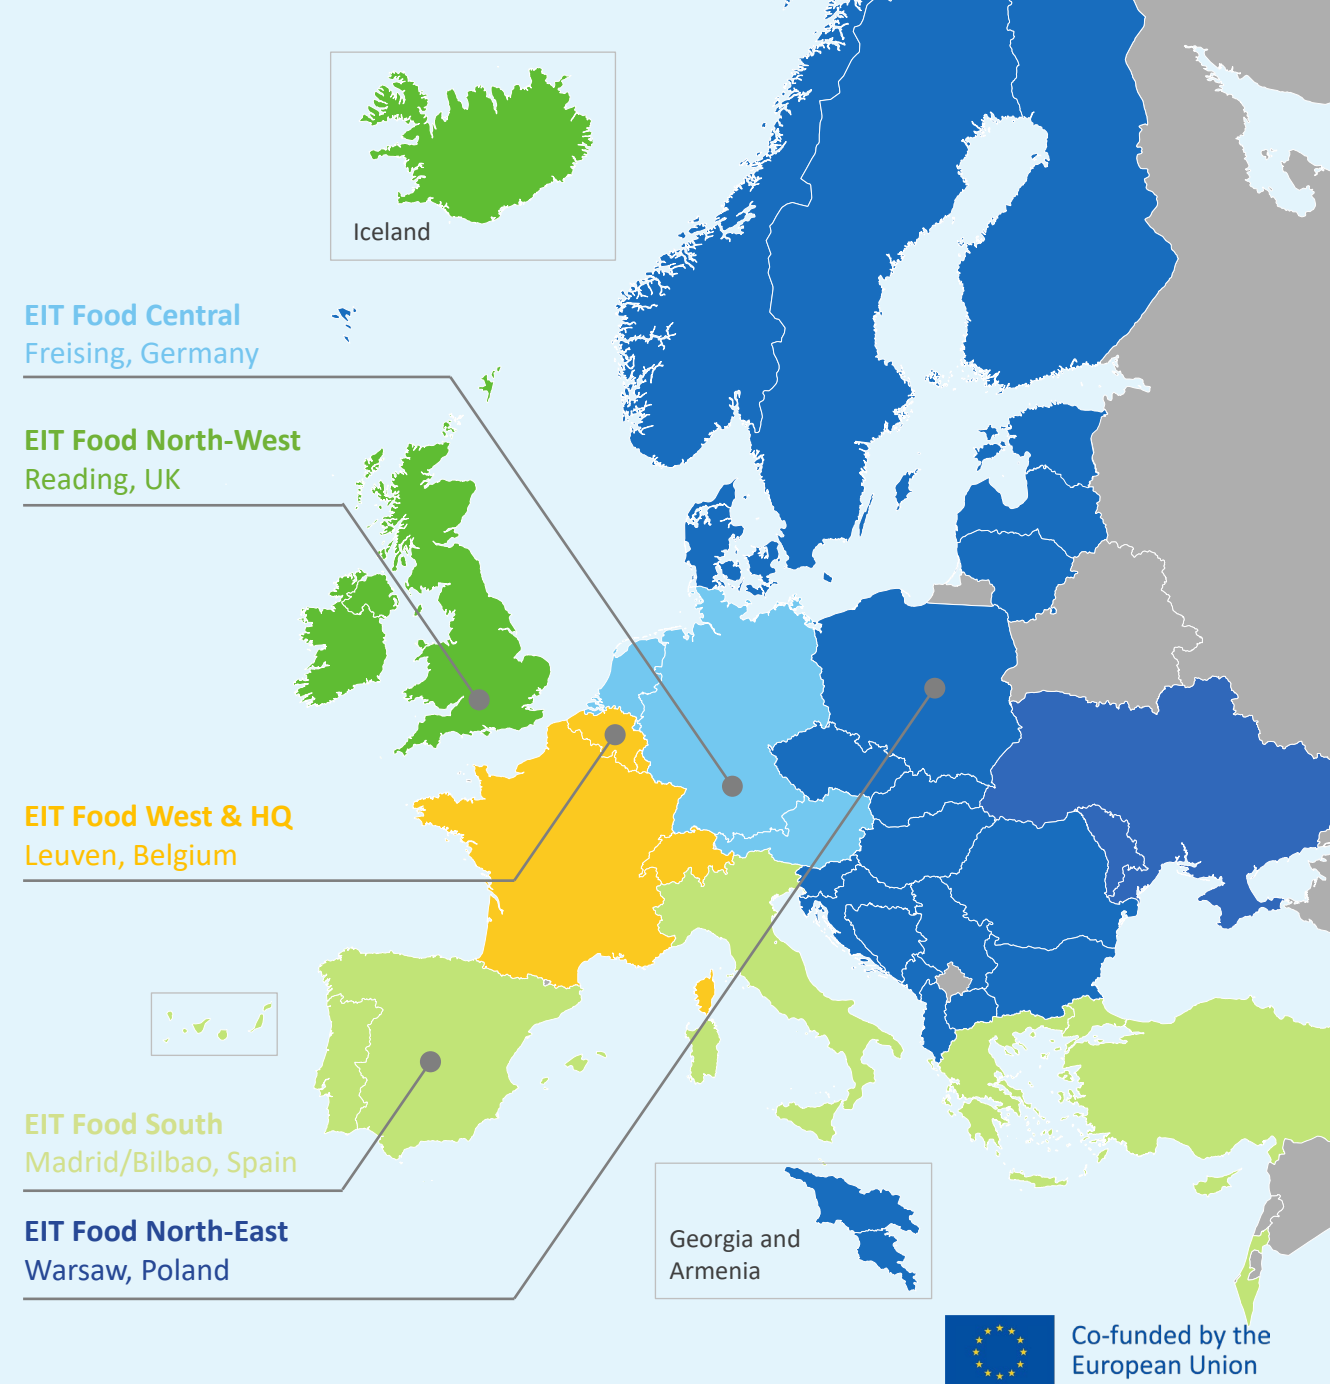 Iceland
EIT Food Central
Freising, Germany
EIT Food North-West
Reading, UK
EIT Food West & HQ
Leuven, Belgium
EIT Food South
Madrid/Bilbao, Spain
EIT Food North-East
Warsaw, Poland
Georgia and
Armenia
Co-funded by the
European Union